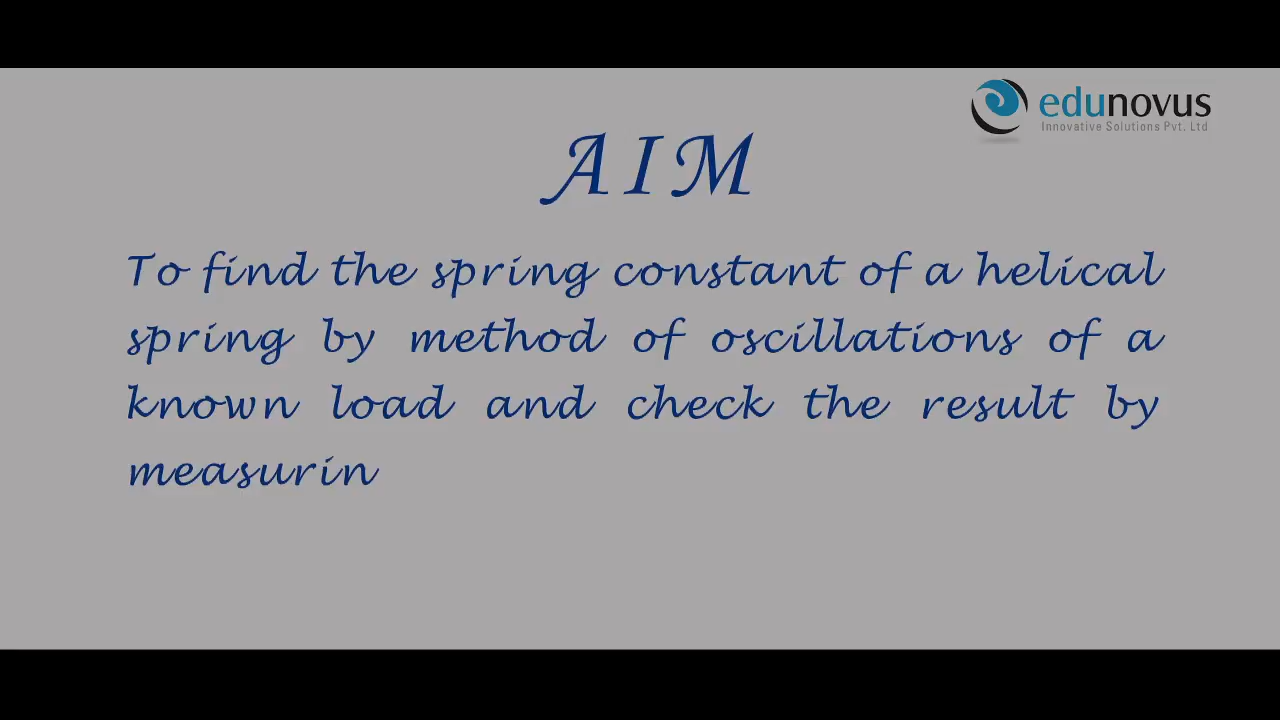 edunovus
Innovative Solutions Pvt. Ltd
AIM
To find the spring constant of a helical
spring by method of oscillations of a
known load and check the result by
measurin